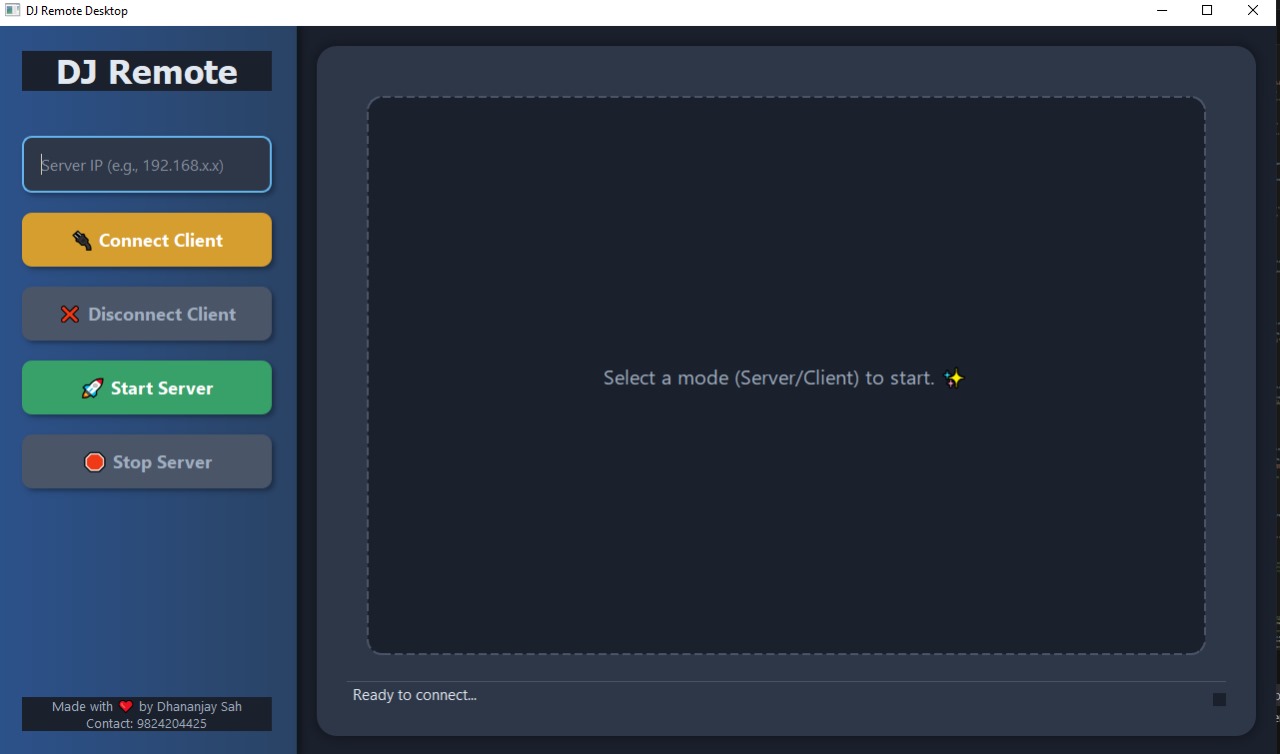 DJ Remote Desktop
DJ Remote
Server IP (e.g., 192.168.x.x)
Connect Client
Disconnect Client
Start Server
Stop Server
Made with ❤️ by Dhananjay Sah
Contact: 9824204425
Select a mode (Server/Client) to start. ✨
Ready to connect...